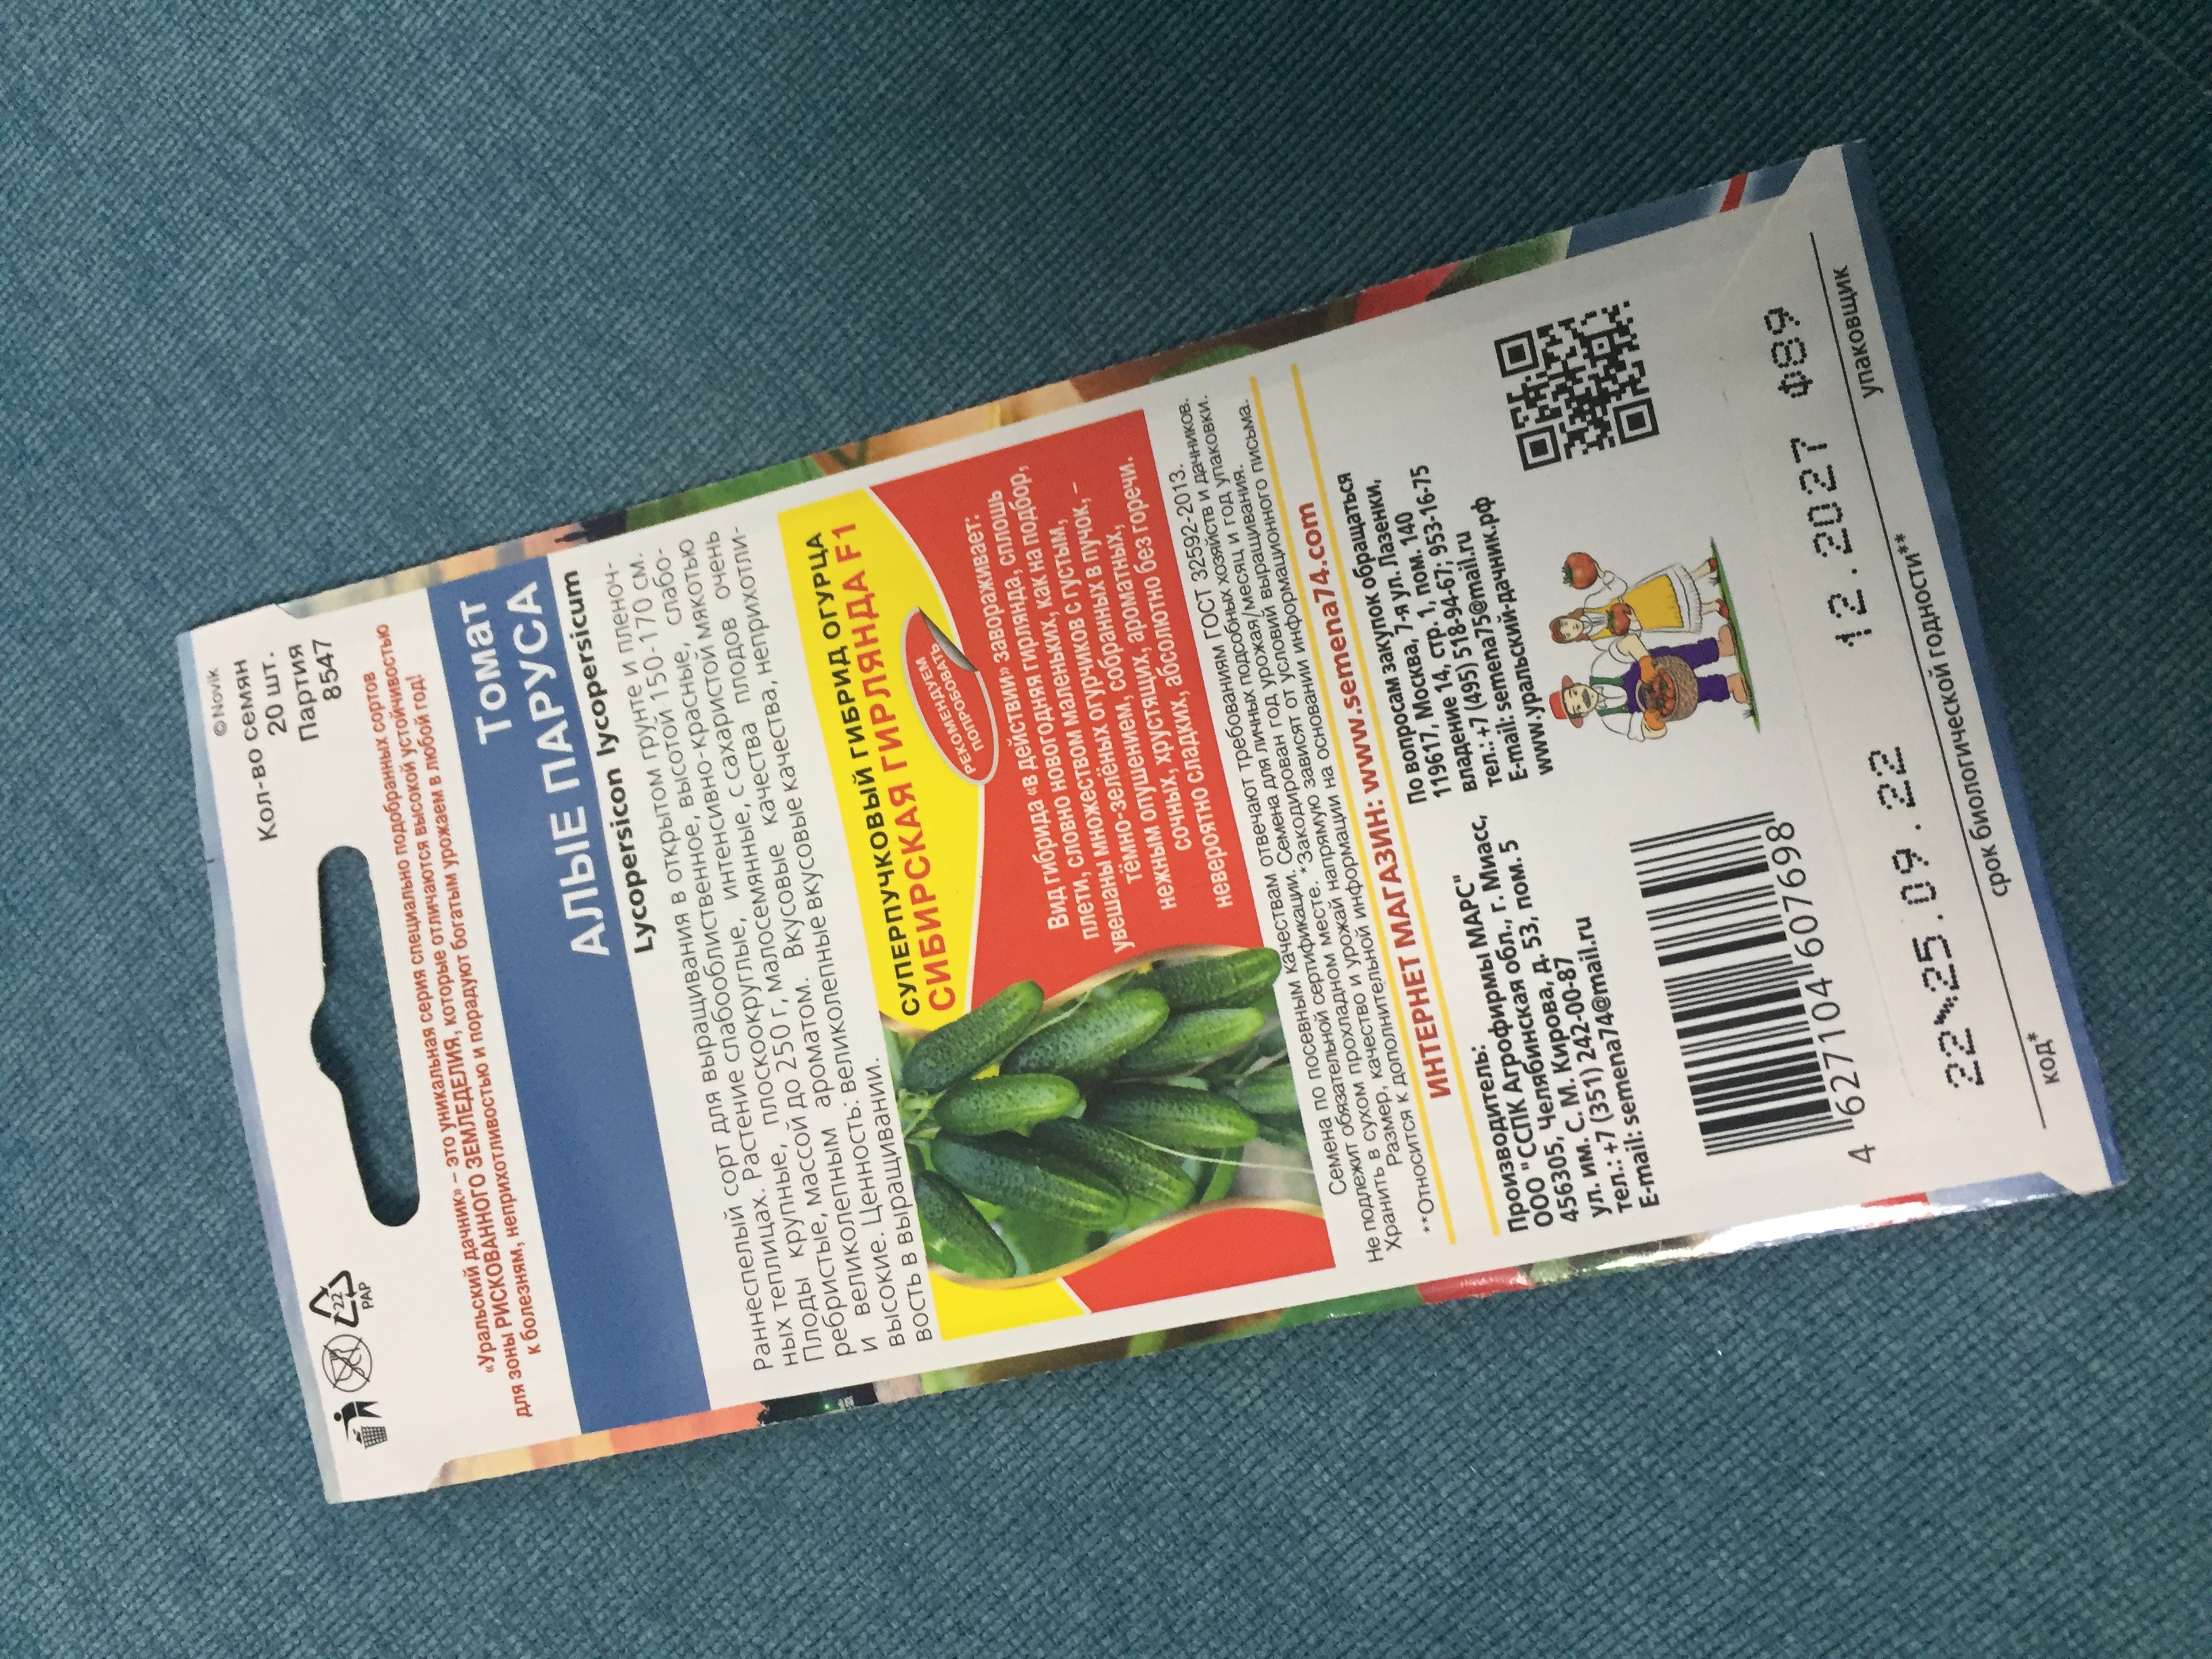 © Novik
Кол-во семян
20 шт.
Партия
8547
22
PAP
«Уральский дачник» – это уникальная серия специально подобранных сортов
для зоны РИСКОВАННОГО ЗЕМЛЕДЕЛИЯ, которые отличаются высокой устойчивостью
к болезням, неприхотливостью и порадуют богатым урожаем в любой год!
Томат
АЛЫЕ ПАРУСА
Lycopersicon lycopersicum
Раннеспелый сорт для выращивания в открытом грунте и пленоч-
ных теплицах. Растение слабооблиственное, высотой 150-170 см.
Плоды крупные, плоскоокруглые, интенсивно-красные, слабо-
ребристые, массой до 250 г, малосемянные, с сахаристой мякотью
и великолепным ароматом. Вкусовые качества плодов очень
высокие. Ценность: великолепные вкусовые качества, неприхотли-
вость в выращивании.
СУПЕРПУЧКОВЫЙ ГИБРИД ОГУРЦА
СИБИРСКАЯ ГИРЛЯНДА F1
РЕКОМЕНДУЕМ
ПОПРОБОВАТЬ
Вид гибрида «в действии» завораживает:
плети, словно новогодняя гирлянда, сплошь
увешаны множеством маленьких, как на подбор,
тёмно-зелёных огурчиков с густым,
нежным опушением, собранных в пучок, –
сочных, хрустящих, ароматных,
невероятно сладких, абсолютно без горечи.
Семена по посевным качествам отвечают требованиям ГОСТ 32592-2013.
Не подлежит обязательной сертификации. Семена для личных подсобных хозяйств и дачников.
Хранить в сухом прохладном месте. *Закодирован год урожая/месяц и год упаковки.
Размер, качество и урожай напрямую зависят от условий выращивания.
**Относится к дополнительной информации на основании информационного письма.
ИНТЕРНЕТ МАГАЗИН: www.semena74.com
Производитель:
ООО "ССПК Агрофирмы МАРС"
456305, Челябинская обл., г. Миасс,
ул. им. С. М. Кирова, д. 53, пом. 5
тел.: +7 (351) 242-00-87
E-mail: semena74@mail.ru
По вопросам закупок обращаться
119617, Москва, 7-я ул. Лазенки,
владение 14, стр. 1, пом. 140
тел.: +7 (495) 518-94-67; 953-16-75
E-mail: semena75@mail.ru
www.уральский-дачник.рф
4 627104 607698
22*25.09.22 12.2027 Ф89
код* срок биологической годности** упаковщик